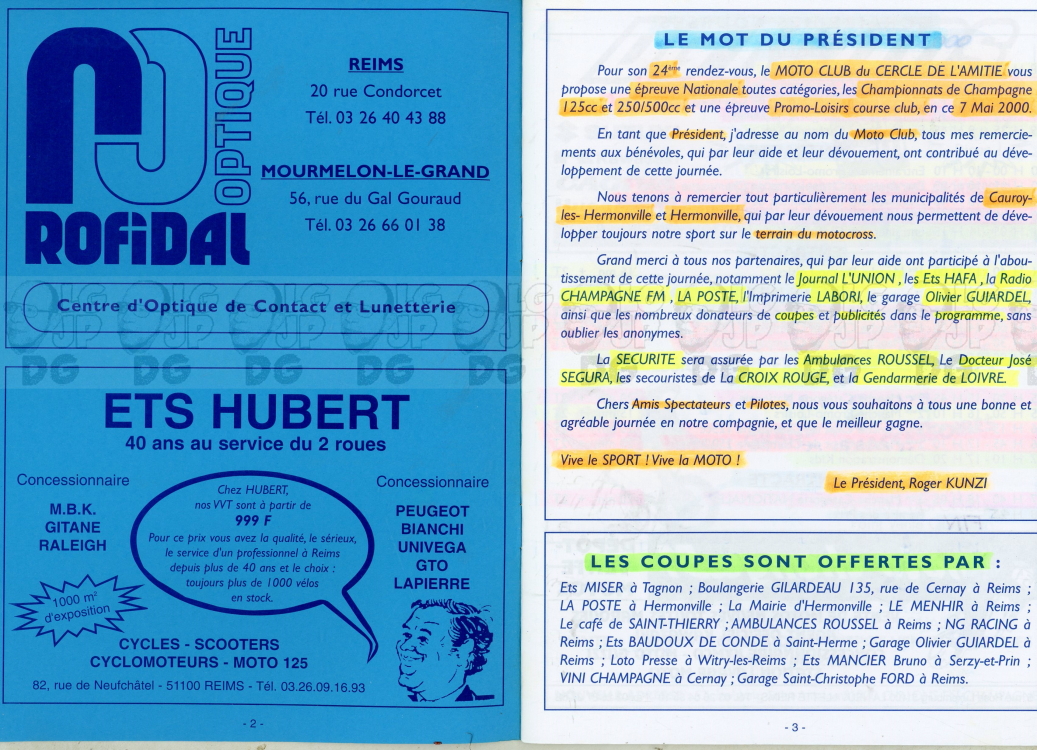 OPTIQUE
ROFIDAL
REIMS
20 rue Condorcet
Tél. 03 26 40 43 88
MOURMELON-LE-GRAND
56, rue du Gal Gouraud
Tél. 03 26 66 01 38
Centre d'Optique de Contact et Lunetterie
ETS HUBERT
40 ans au service du 2 roues
Concessionnaire
M.B.K.
GITANE
RALEIGH
Chez HUBERT,
nos VVT sont à partir de
999 F
Pour ce prix vous avez la qualité, le sérieux,
le service d'un professionnel à Reims
depuis plus de 40 ans et le choix :
toujours plus de 1000 vélos
en stock.
Concessionnaire
PEUGEOT
BIANCHI
UNIVEGA
GTO
LAPIERRE
1000 m²
d'exposition
CYCLES - SCOOTERS
CYCLOMOTEURS - MOTO 125
82, rue de Neufchâtel - 51100 REIMS - Tél. 03.26.09.16.93
- 2 -
LE MOT DU PRÉSIDENT
Pour son 24ème rendez-vous, le MOTO CLUB du CERCLE DE L'AMITIE vous
propose une épreuve Nationale toutes catégories, les Championnats de Champagne
125cc et 250/500cc et une épreuve Promo-Loisirs course club, en ce 7 Mai 2000.
En tant que Président, j'adresse au nom du Moto Club, tous mes remercie-
ments aux bénévoles, qui par leur aide et leur dévouement, ont contribué au déve-
loppement de cette journée.
Nous tenons à remercier tout particulièrement les municipalités de Cauroy-
les- Hermonville et Hermonville, qui par leur dévouement nous permettent de déve-
lopper toujours notre sport sur le terrain du motocross.
Grand merci à tous nos partenaires, qui par leur aide ont participé à l'abou-
tissement de cette journée, notamment le Journal L'UNION , les Ets HAFA , la Radio
CHAMPAGNE FM , LA POSTE, l'Imprimerie LABORI, le garage Olivier GUIARDEL,
ainsi que les nombreux donateurs de coupes et publicités dans le programme, sans
oublier les anonymes.
La SECURITE sera assurée par les Ambulances ROUSSEL, Le Docteur José
SEGURA, les secouristes de La CROIX ROUGE, et la Gendarmerie de LOIVRE.
Chers Amis Spectateurs et Pilotes, nous vous souhaitons à tous une bonne et
agréable journée en notre compagnie, et que le meilleur gagne.
Vive le SPORT ! Vive la MOTO !
Le Président, Roger KUNZI
LES COUPES SONT OFFERTES PAR :
Ets MISER à Tagnon ; Boulangerie GILARDEAU 135, rue de Cernay à Reims ;
LA POSTE à Hermonville ; La Mairie d'Hermonville ; LE MENHIR à Reims ;
Le café de SAINT-THIERRY ; AMBULANCES ROUSSEL à Reims ; NG RACING à
Reims ; Ets BAUDOUX DE CONDE à Saint-Herme ; Garage Olivier GUIARDEL à
Reims ; Loto Presse à Witry-les-Reims ; Ets MANCIER Bruno à Serzy-et-Prin ;
VINI CHAMPAGNE à Cernay ; Garage Saint-Christophe FORD à Reims.
- 3 -